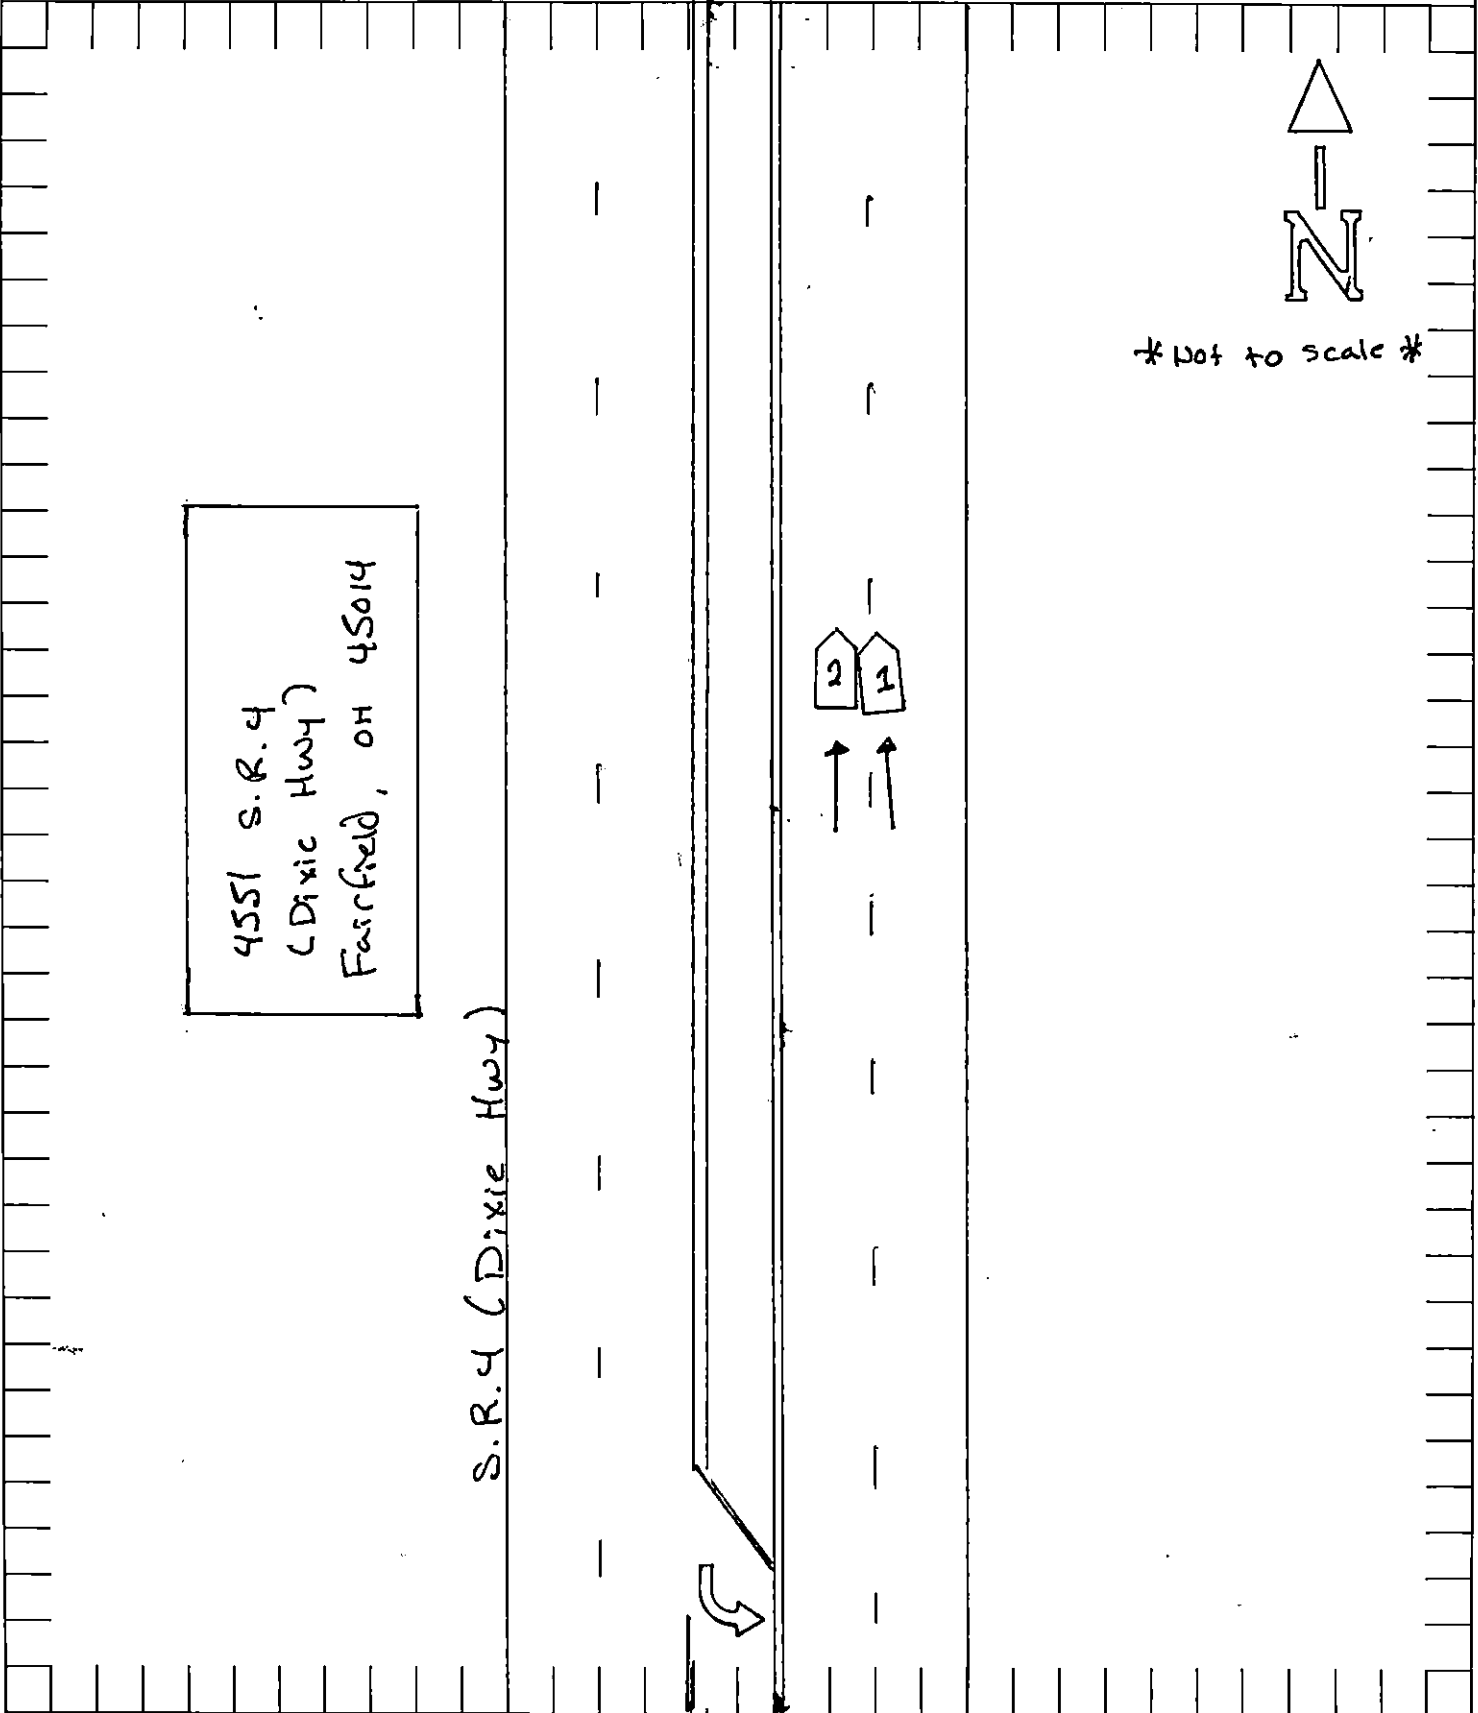 N
* Not to scale *
4551 S.R. 4
(Dixie Hwy)
Fairfield, OH 45014
2
1
S.R. 4 (Dixie Hwy)